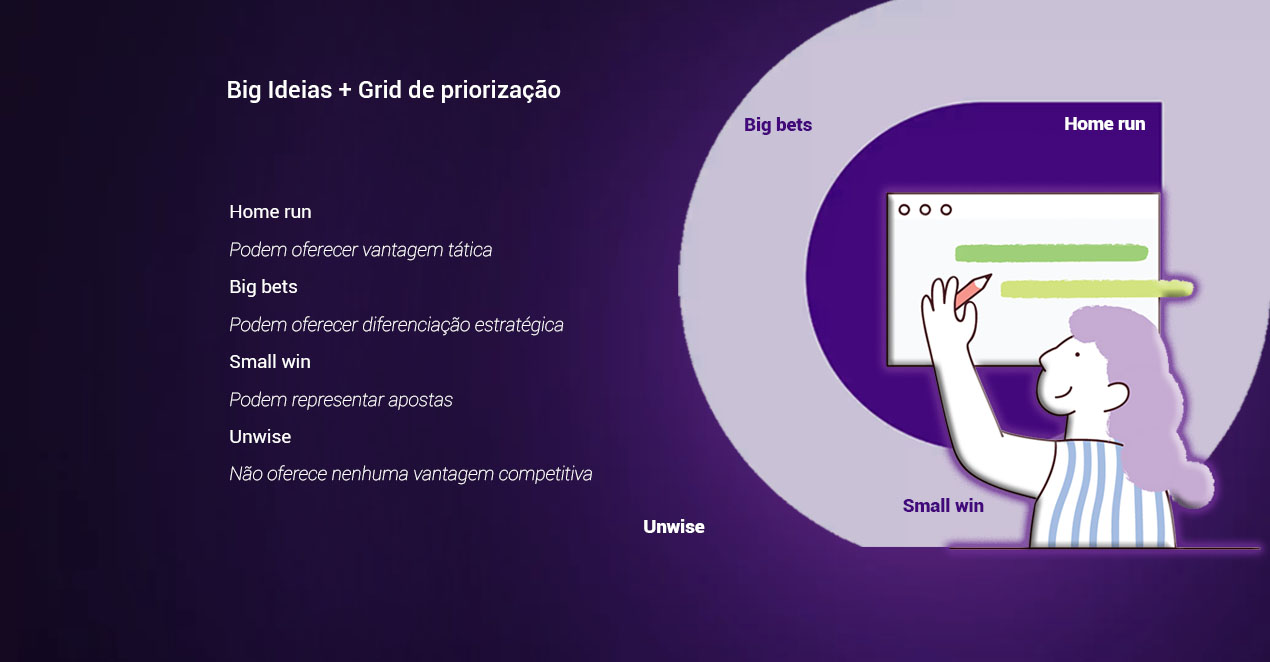 Big Ideias + Grid de priorização
Home run
Podem oferecer vantagem tática
Big bets
Podem oferecer diferenciação estratégica
Small win
Podem representar apostas
Unwise
Não oferece nenhuma vantagem competitiva
Big bets
Home run
Small win
Unwise